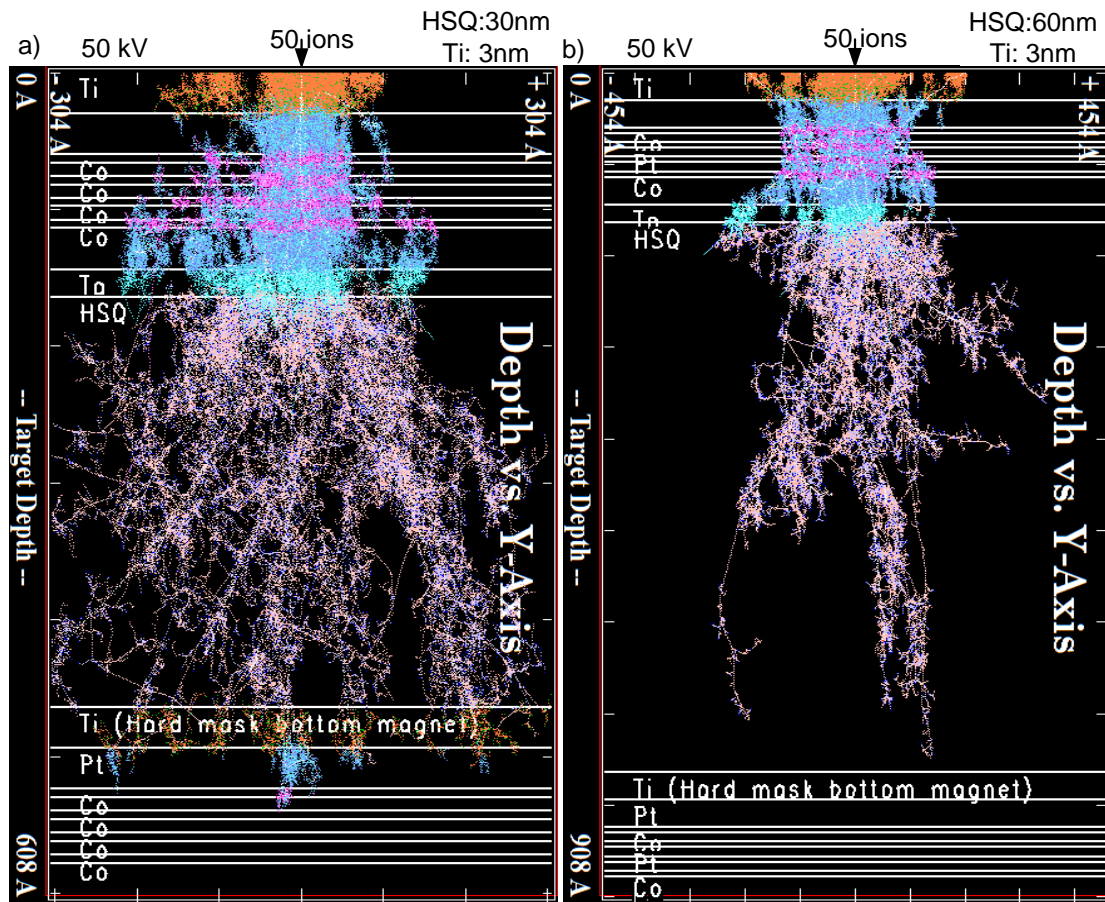 a)
50 kV
50 ions
HSQ:30nm
Ti: 3nm
0 A
-304 A
+304 A
Ti
Co
Co
Co
Co
Ta
HSQ
Depth vs. Y-Axis
-- Target Depth --
Ti (Hard mask bottom magnet)
Pt
Co
Co
Co
Co
608 A
b)
50 kV
50 ions
HSQ:60nm
Ti: 3nm
0 A
-454 A
+454 A
Ti
Co
Pt
Co
Ta
HSQ
Depth vs. Y-Axis
-- Target Depth --
Ti (Hard mask bottom magnet)
Pt
Co
Pt
Co
908 A